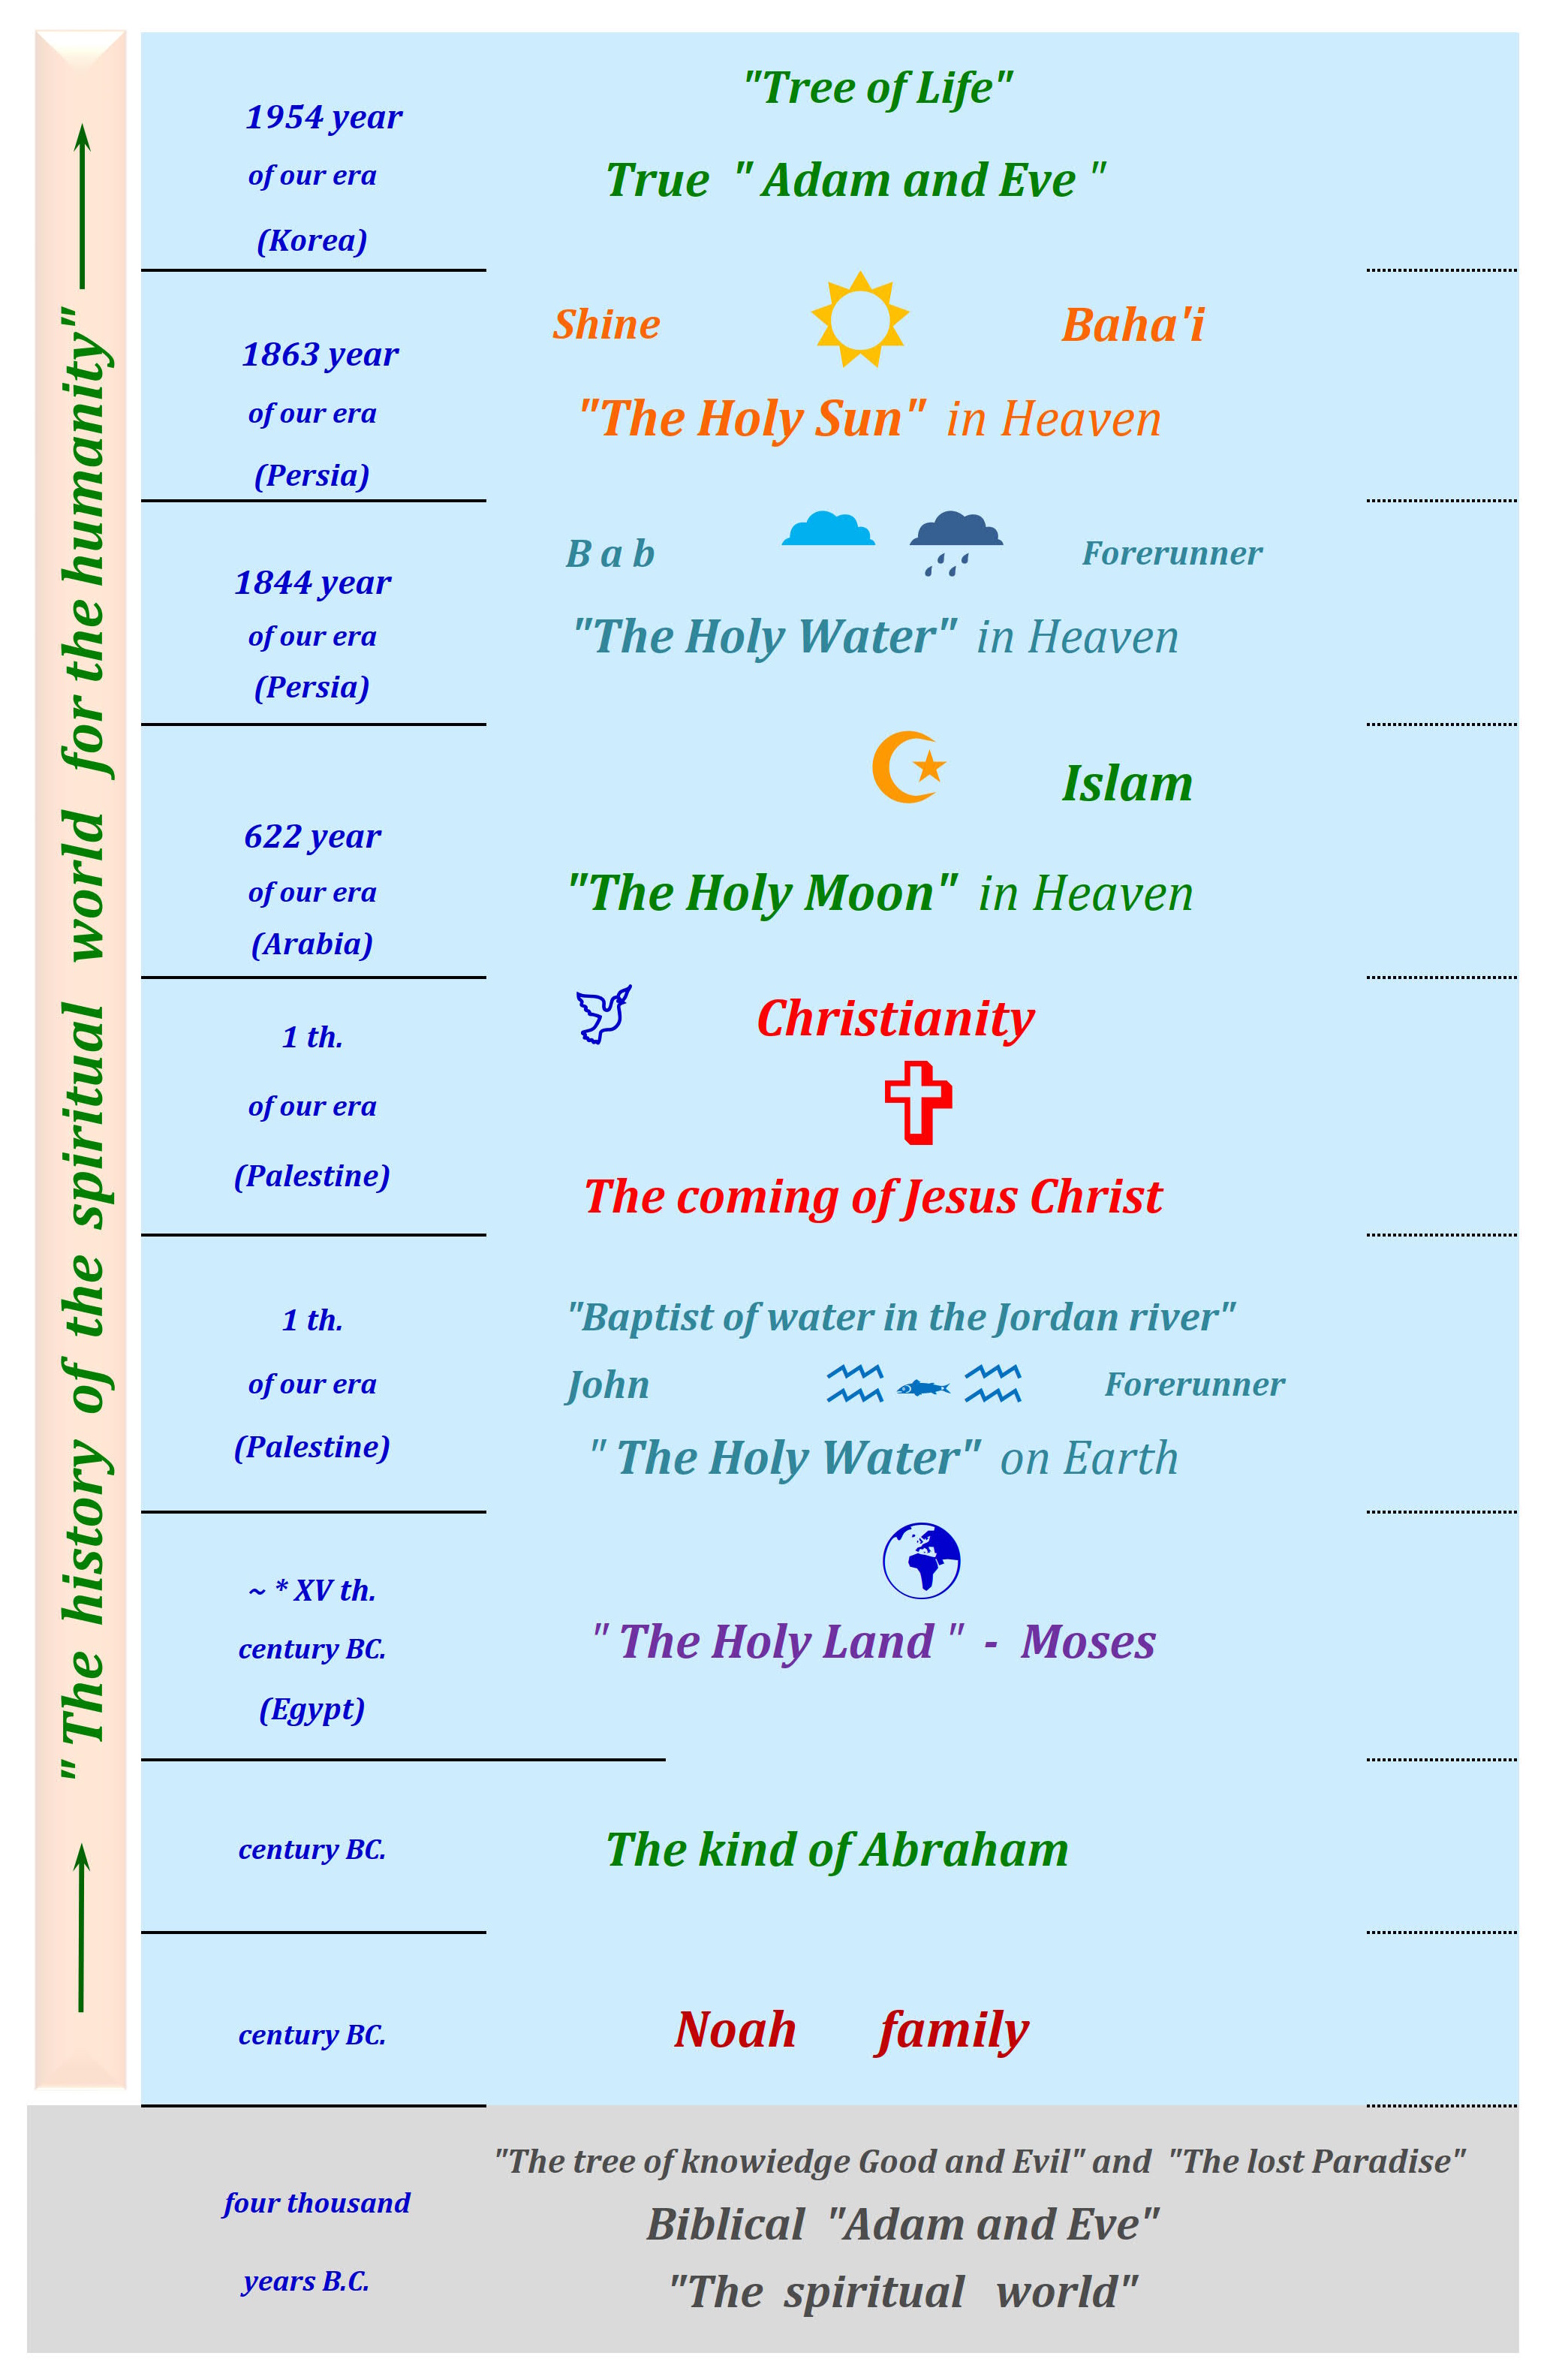 "The history of the spiritual world for the humanity"
"Tree of Life"
1954 year
of our era
(Korea)
True " Adam and Eve "
Shine Baha'i
1863 year
of our era
(Persia)
"The Holy Sun" in Heaven
B a b Forerunner
1844 year
of our era
(Persia)
"The Holy Water" in Heaven
Islam
622 year
of our era
(Arabia)
"The Holy Moon" in Heaven
Christianity
1 th.
of our era
(Palestine)
The coming of Jesus Christ
"Baptist of water in the Jordan river"
1 th.
of our era
(Palestine)
John Forerunner
" The Holy Water" on Earth
~ * XV th.
century BC.
(Egypt)
" The Holy Land " - Moses
century BC.
The kind of Abraham
century BC.
Noah family
"The tree of knowiedge Good and Evil" and "The lost Paradise"
four thousand
years B.C.
Biblical "Adam and Eve"
"The spiritual world"